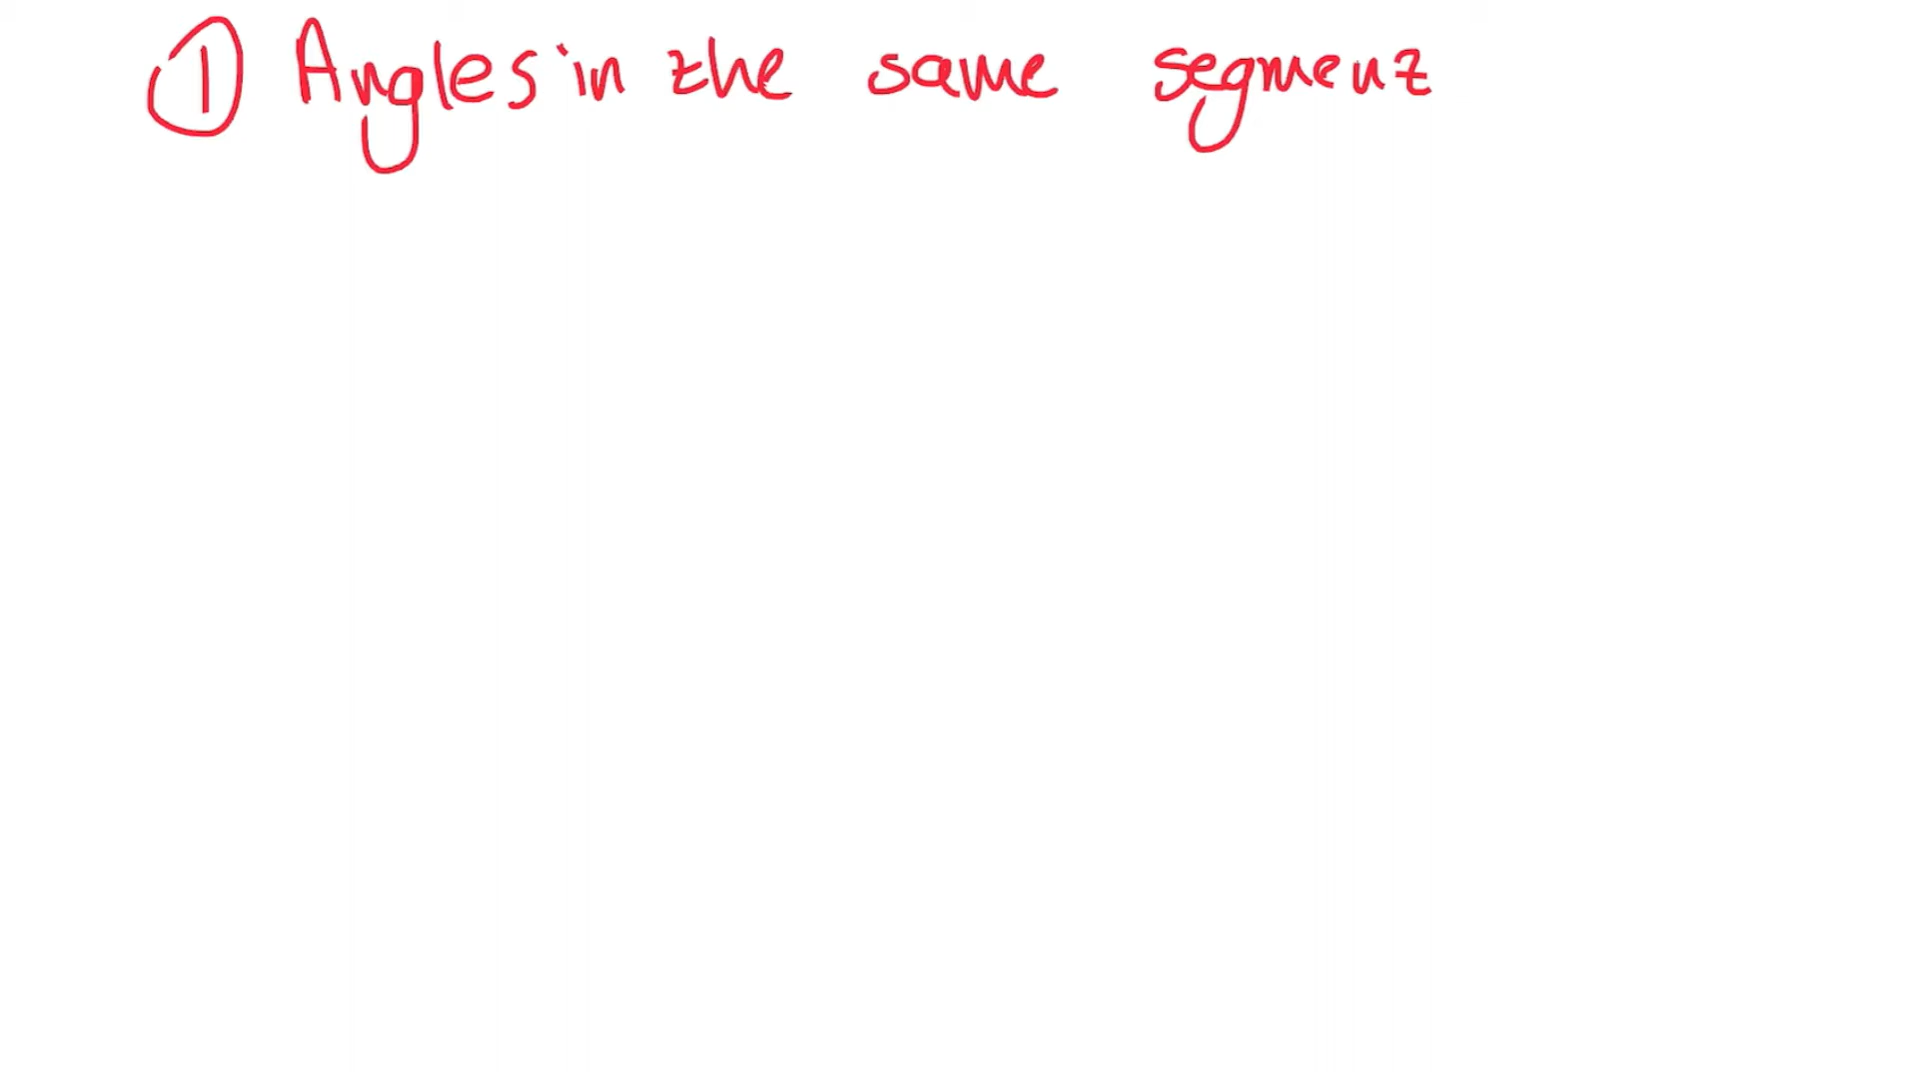 ① Angles in the same segment